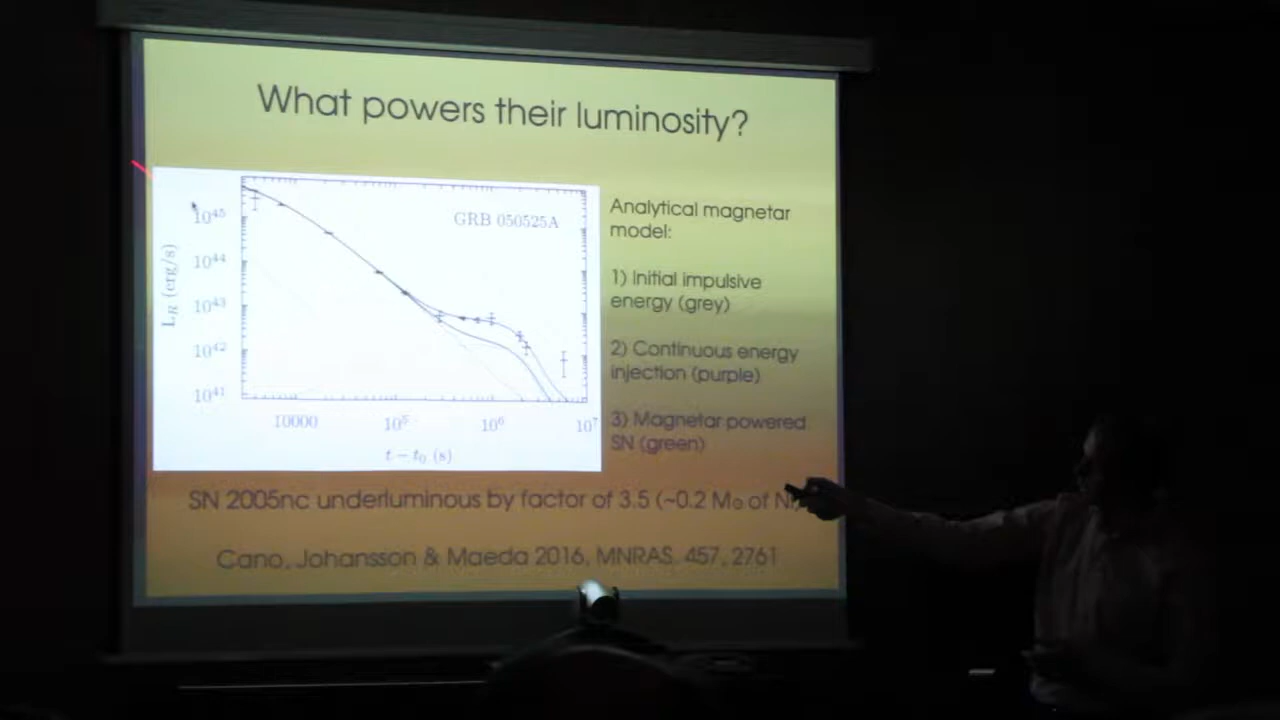 What powers their luminosity?
GRB 050525A
L_R (erg/s)
10^45
10^44
10^43
10^42
10^41
10000
10^5
10^6
10^7
t − t_0 (s)
Analytical magnetar
model:
1) Initial impulsive
energy (grey)
2) Continuous energy
injection (purple)
3) Magnetar powered
SN (green)
SN 2005nc underluminous by factor of 3.5 (~0.2 M⊙ of Ni)
Cano, Johansson & Maeda 2016, MNRAS, 457, 2761